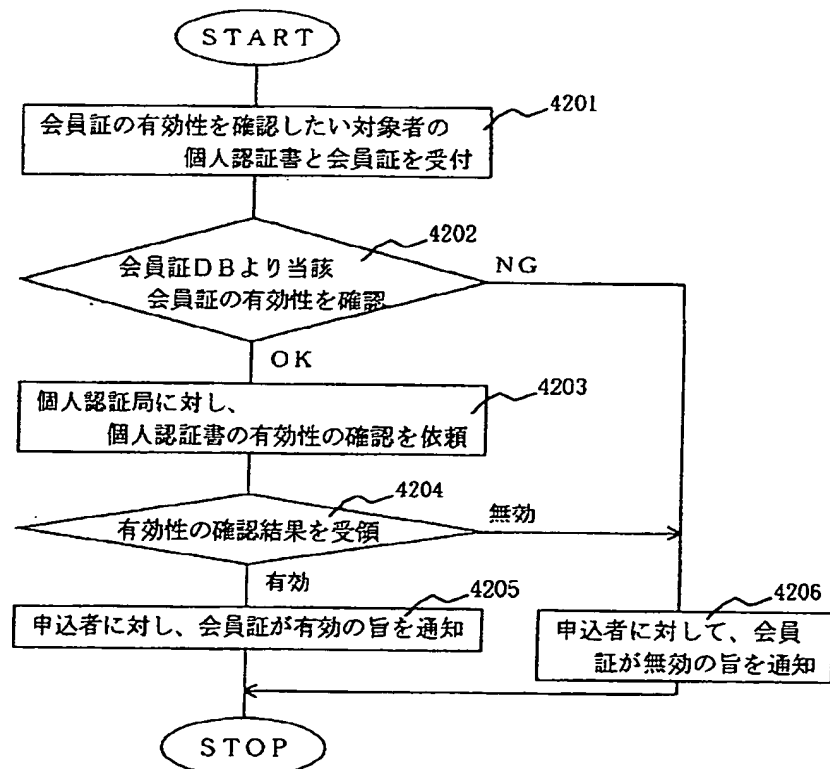 START
4201
会員証の有効性を確認したい対象者の
個人認証書と会員証を受付
4202
会員証DBより当該
会員証の有効性を確認
NG
OK
4203
個人認証局に対し、
個人認証書の有効性の確認を依頼
4204
有効性の確認結果を受領
無効
有効
4205
申込者に対し、会員証が有効の旨を通知
4206
申込者に対して、会員
証が無効の旨を通知
STOP